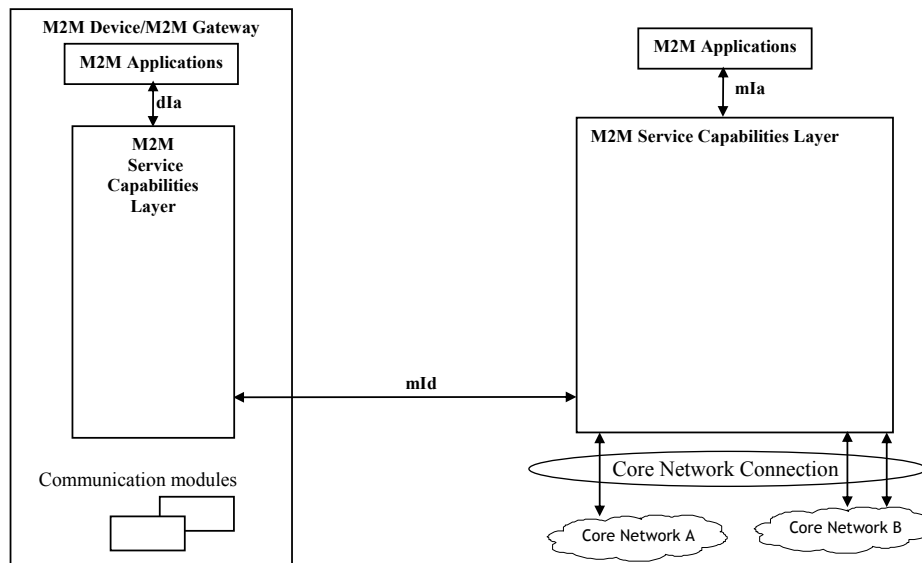 M2M Device/M2M Gateway
M2M Applications
dIa
M2M
Service
Capabilities
Layer
mId
Communication modules
M2M Applications
mIa
M2M Service Capabilities Layer
Core Network Connection
Core Network A
Core Network B